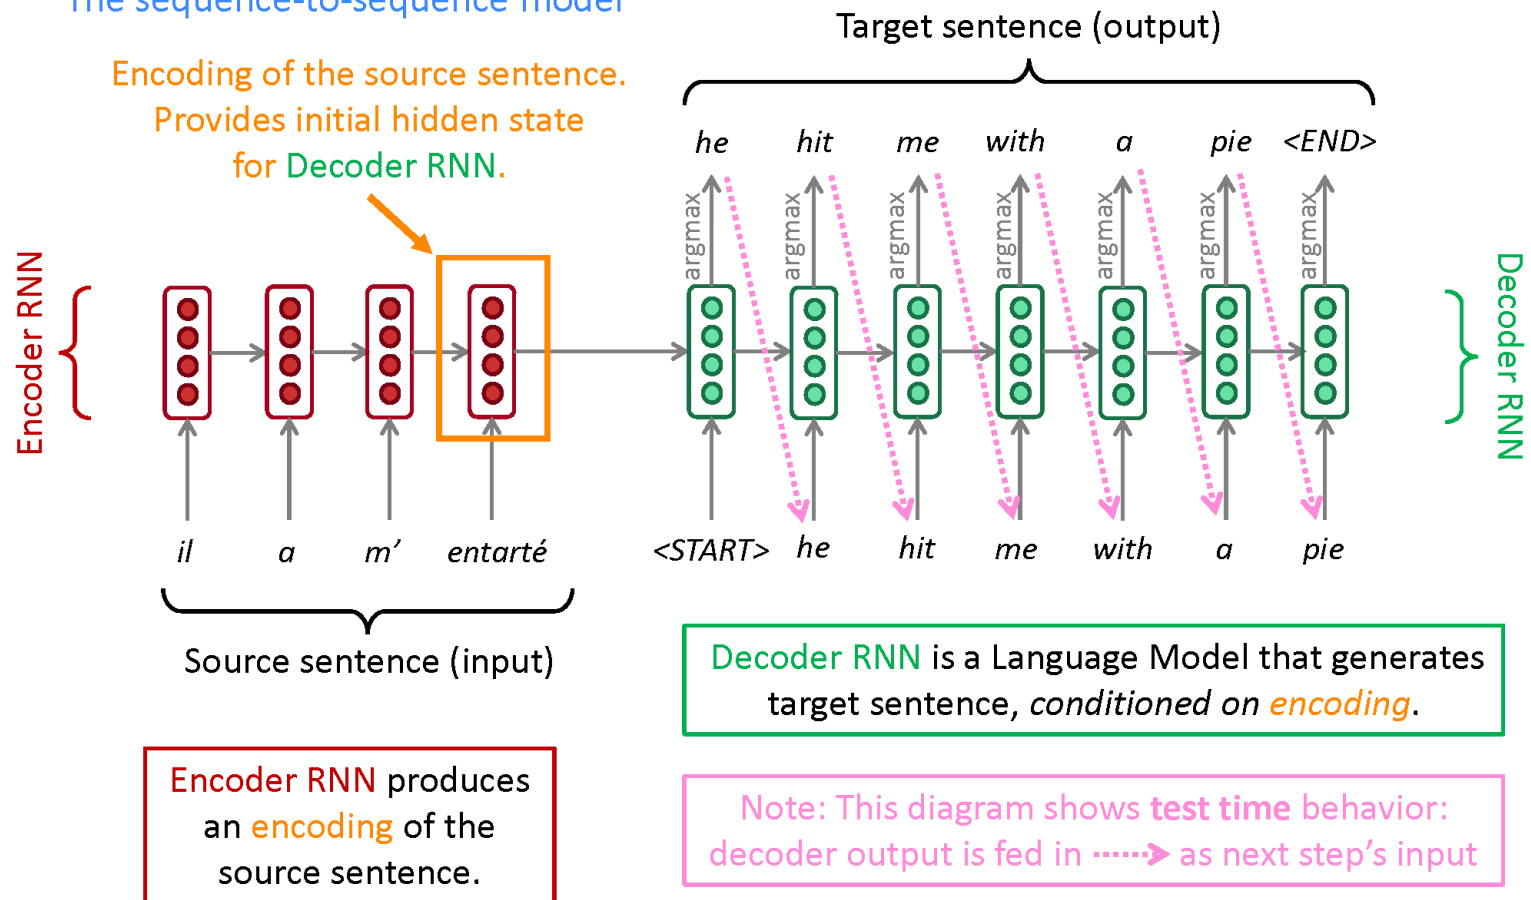 The sequence-to-sequence model
Target sentence (output)
Encoding of the source sentence.
Provides initial hidden state
for Decoder RNN.
he hit me with a pie <END>
argmax argmax argmax argmax argmax argmax argmax
Encoder RNN
Decoder RNN
il a m’ entarté
<START> he hit me with a pie
Source sentence (input)
Decoder RNN is a Language Model that generates
target sentence, conditioned on encoding.
Encoder RNN produces
an encoding of the
source sentence.
Note: This diagram shows test time behavior:
decoder output is fed in as next step’s input